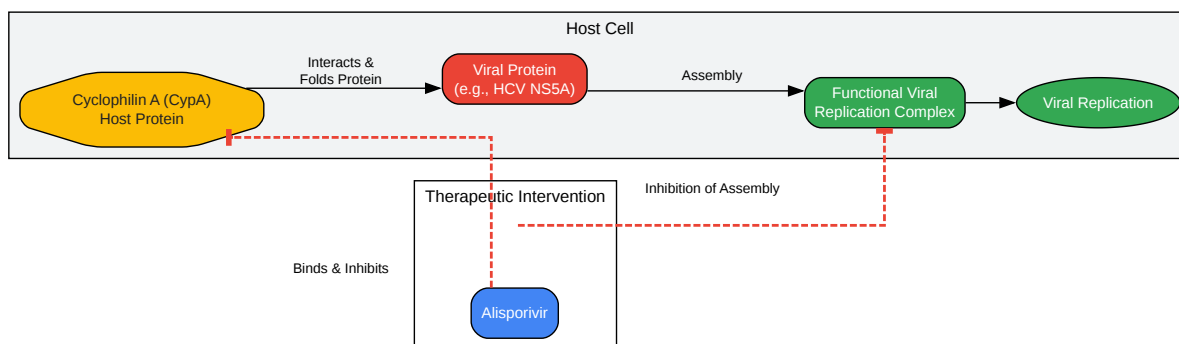 Host Cell
Interacts &
Folds Protein
Cyclophilin A (CypA)
Host Protein
Viral Protein
(e.g., HCV NS5A)
Assembly
Functional Viral
Replication Complex
Viral Replication
Therapeutic Intervention
Inhibition of Assembly
Binds & Inhibits
Alisporivir